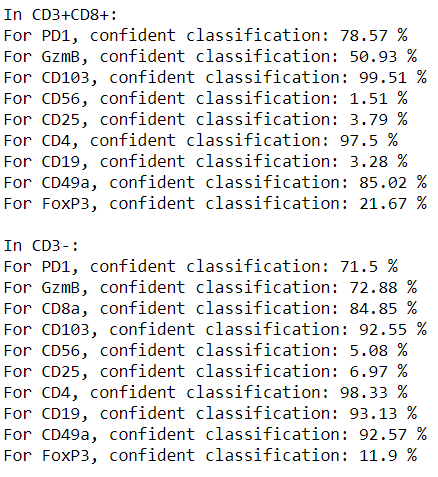 In CD3+CD8+:
For PD1, confident classification: 78.57 %
For GzmB, confident classification: 50.93 %
For CD103, confident classification: 99.51 %
For CD56, confident classification: 1.51 %
For CD25, confident classification: 3.79 %
For CD4, confident classification: 97.5 %
For CD19, confident classification: 3.28 %
For CD49a, confident classification: 85.02 %
For FoxP3, confident classification: 21.67 %
In CD3-:
For PD1, confident classification: 71.5 %
For GzmB, confident classification: 72.88 %
For CD8a, confident classification: 84.85 %
For CD103, confident classification: 92.55 %
For CD56, confident classification: 5.08 %
For CD25, confident classification: 6.97 %
For CD4, confident classification: 98.33 %
For CD19, confident classification: 93.13 %
For CD49a, confident classification: 92.57 %
For FoxP3, confident classification: 11.9 %